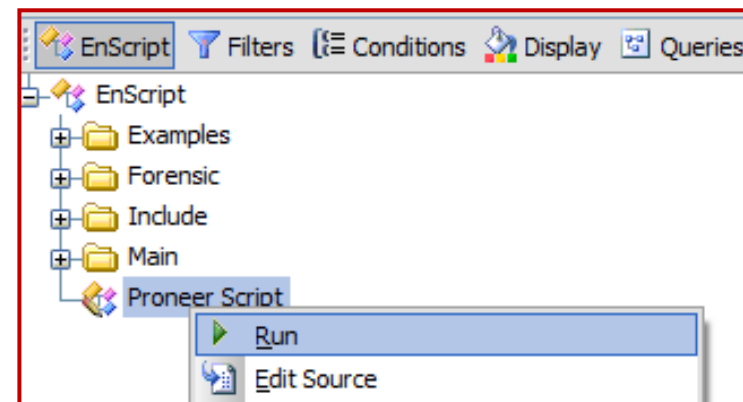 EnScript Filters Conditions Display Queries
EnScript
Examples
Forensic
Include
Main
Proneer Script
Run
Edit Source